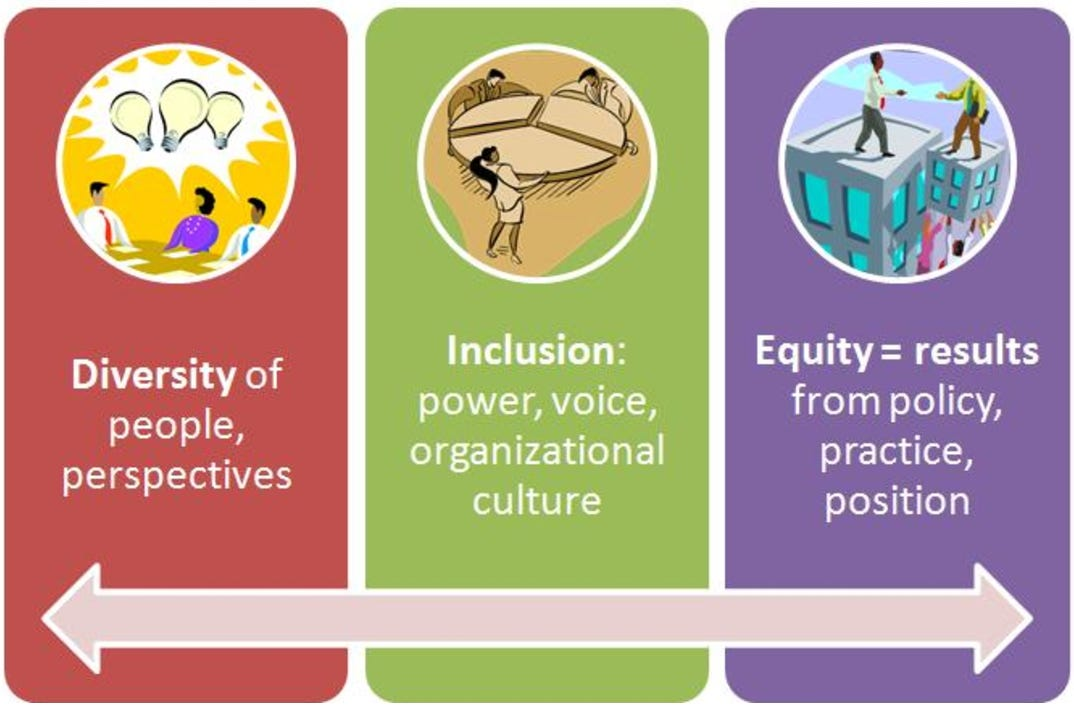 Diversity of
people,
perspectives
Inclusion:
power, voice,
organizational
culture
Equity = results
from policy,
practice,
position